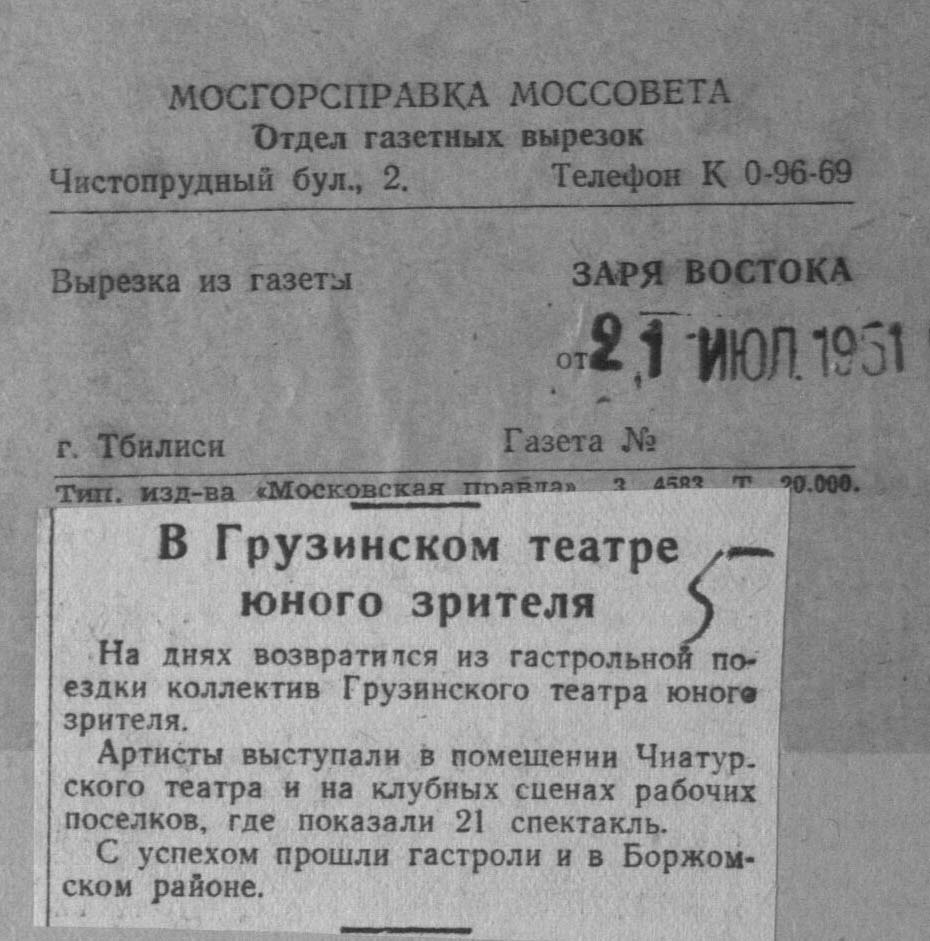 МОСГОРСПРАВКА МОССОВЕТА
Отдел газетных вырезок
Чистопрудный бул., 2. Телефон К 0-96-69
Вырезка из газеты ЗАРЯ ВОСТОКА
от 21 ИЮЛ. 1951
г. Тбилиси Газета №
Тип. изд-ва «Московская правда» З. 4583 Т. 20.000.
В Грузинском театре
юного зрителя
5
На днях возвратился из гастрольной по-
ездки коллектив Грузинского театра юного
зрителя.
Артисты выступали в помещении Чиатур-
ского театра и на клубных сценах рабочих
поселков, где показали 21 спектакль.
С успехом прошли гастроли и в Боржом-
ском районе.